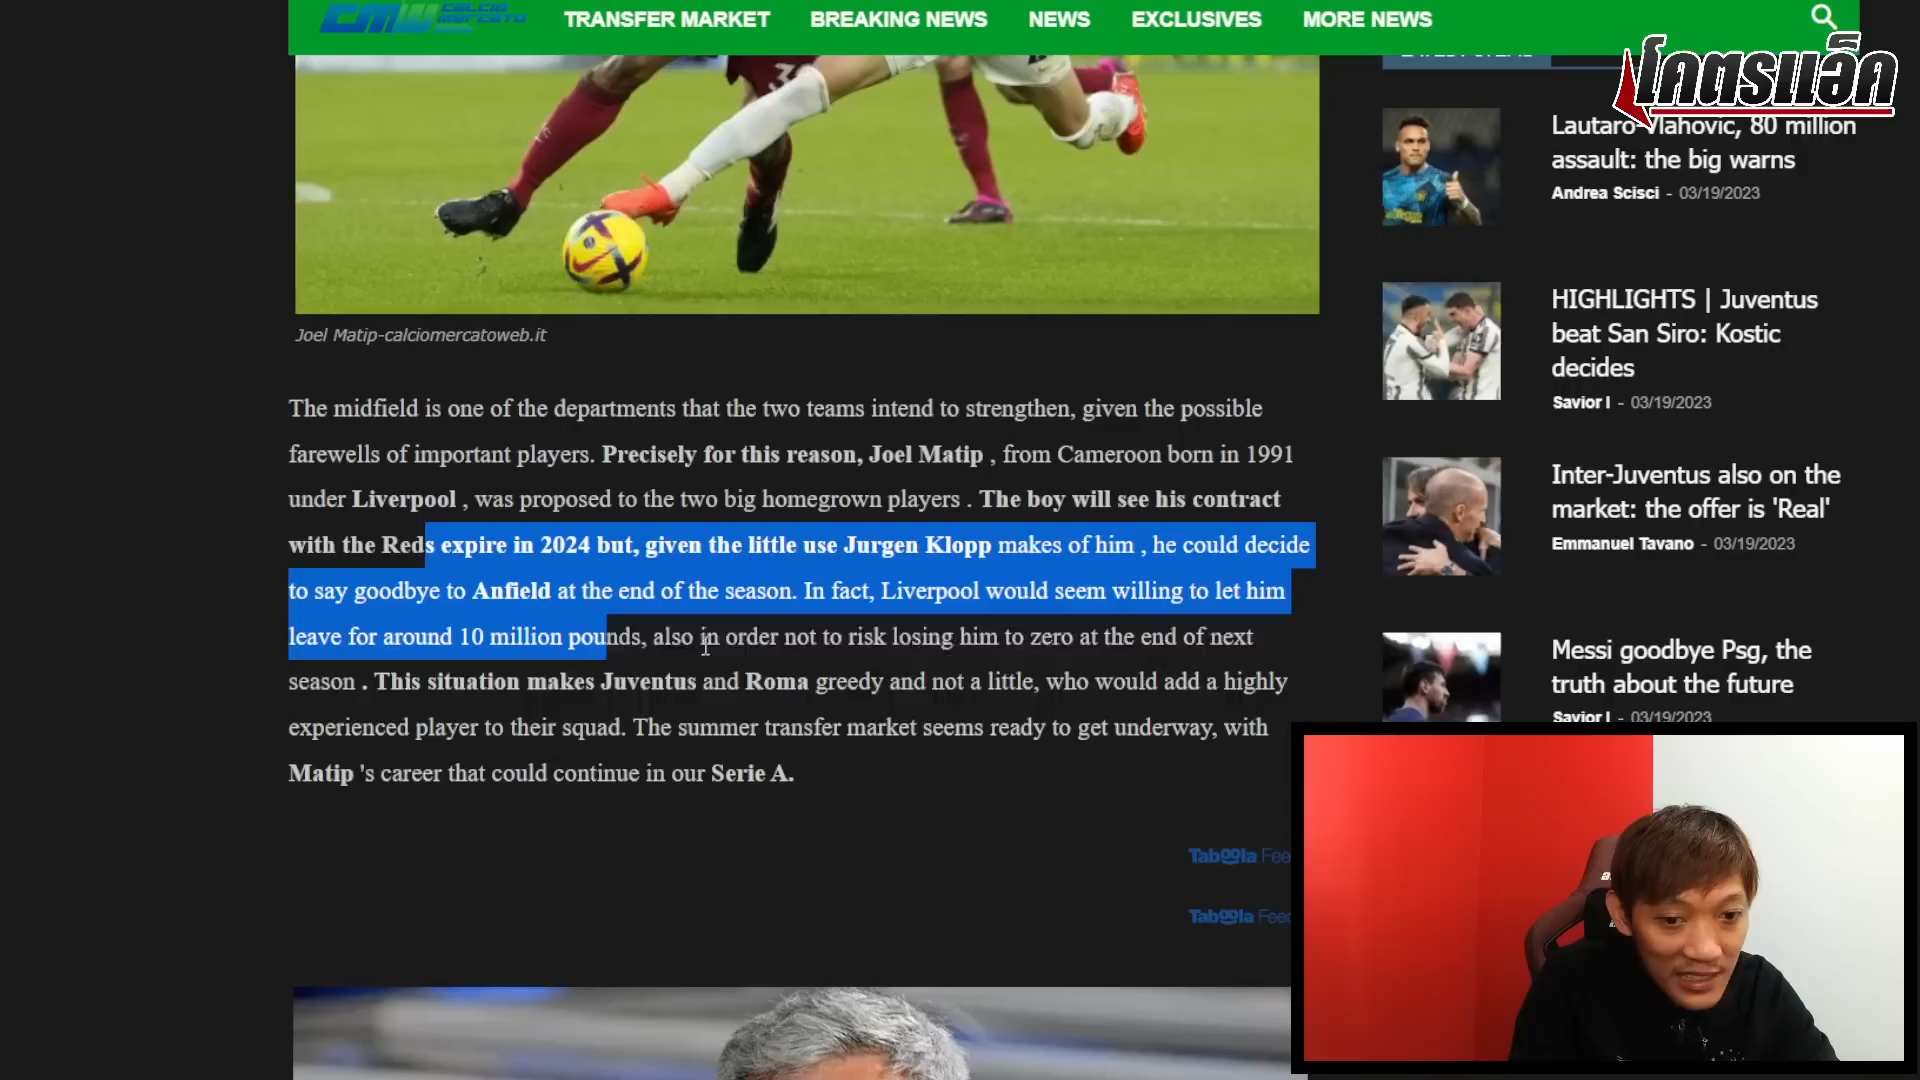 CMW CALCIO MERCATO
TRANSFER MARKET BREAKING NEWS NEWS EXCLUSIVES MORE NEWS
โคตรแอ็ค
Joel Matip-calciomercatoweb.it
The midfield is one of the departments that the two teams intend to strengthen, given the possible
farewells of important players. Precisely for this reason, Joel Matip , from Cameroon born in 1991
under Liverpool , was proposed to the two big homegrown players . The boy will see his contract
with the Reds expire in 2024 but, given the little use Jurgen Klopp makes of him , he could decide
to say goodbye to Anfield at the end of the season. In fact, Liverpool would seem willing to let him
leave for around 10 million pounds, also in order not to risk losing him to zero at the end of next
season . This situation makes Juventus and Roma greedy and not a little, who would add a highly
experienced player to their squad. The summer transfer market seems ready to get underway, with
Matip 's career that could continue in our Serie A.
Taboola Feed
Taboola Feed
Lautaro-Vlahovic, 80 million
assault: the big warns
Andrea Scisci - 03/19/2023
HIGHLIGHTS | Juventus
beat San Siro: Kostic
decides
Savior I - 03/19/2023
Inter-Juventus also on the
market: the offer is 'Real'
Emmanuel Tavano - 03/19/2023
Messi goodbye Psg, the
truth about the future
Savior I - 03/19/2023